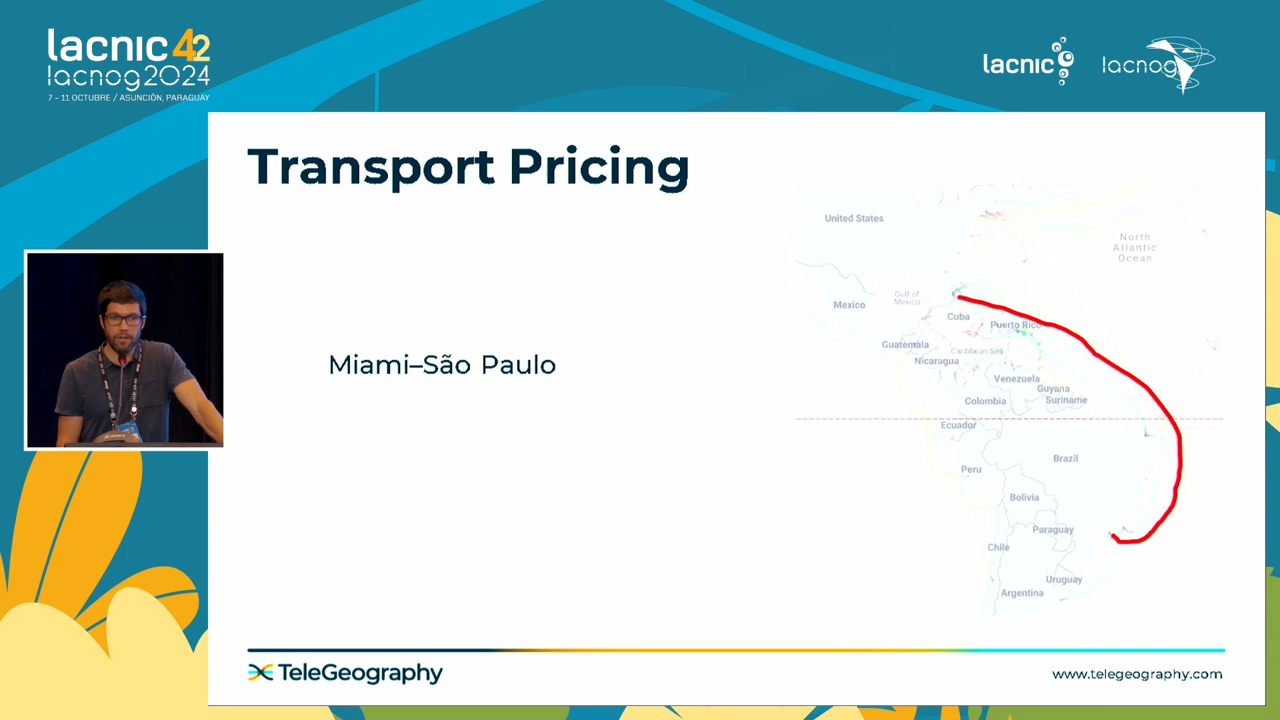 lacnic 42
lacnog2024
7 - 11 OCTUBRE / ASUNCIÓN, PARAGUAY
lacnic
lacnog
Transport Pricing
Miami–São Paulo
United States
North
Atlantic
Ocean
Gulf of
Mexico
Mexico
Cuba
Puerto Rico
Guatemala
Caribbean Sea
Nicaragua
Venezuela
Guyana
Suriname
Colombia
Ecuador
Brazil
Peru
Bolivia
Paraguay
Chile
Uruguay
Argentina
TeleGeography
www.telegeography.com